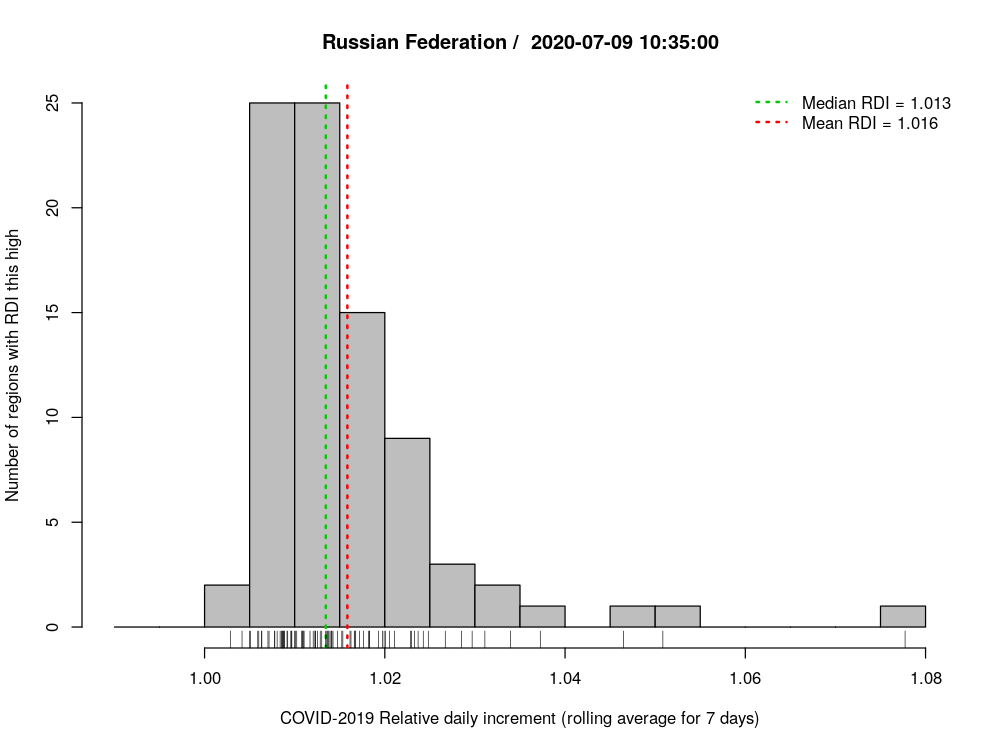 Russian Federation /  2020-07-09 10:35:00
Median RDI = 1.013
Mean RDI = 1.016
Number of regions with RDI this high
25
20
15
10
5
0
1.00 1.02 1.04 1.06 1.08
COVID-2019 Relative daily increment (rolling average for 7 days)